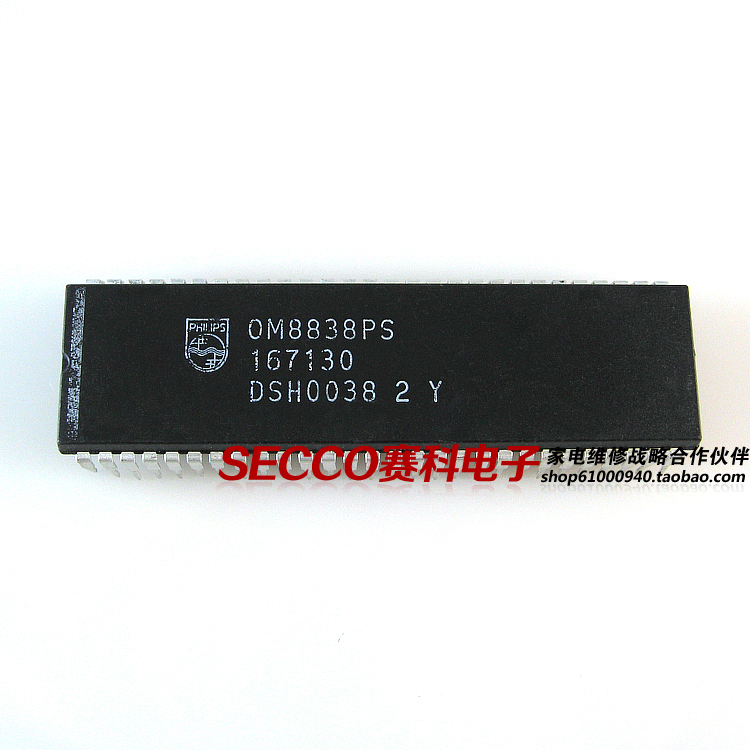 PHILIPS
OM8838PS
167130
DSH0038 2 Y
SECCO赛科电子
家电维修战略合作伙伴
shop61000940.taobao.com